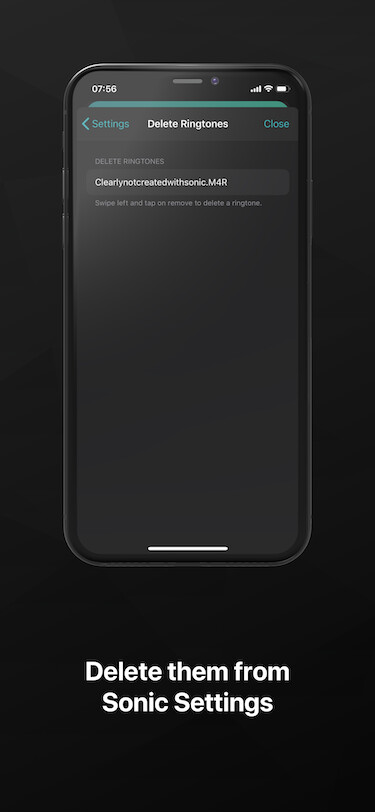 07:56
Settings
Delete Ringtones
Close
DELETE RINGTONES
Clearlynotcreatedwithsonic.M4R
Swipe left and tap on remove to delete a ringtone.
Delete them from
Sonic Settings